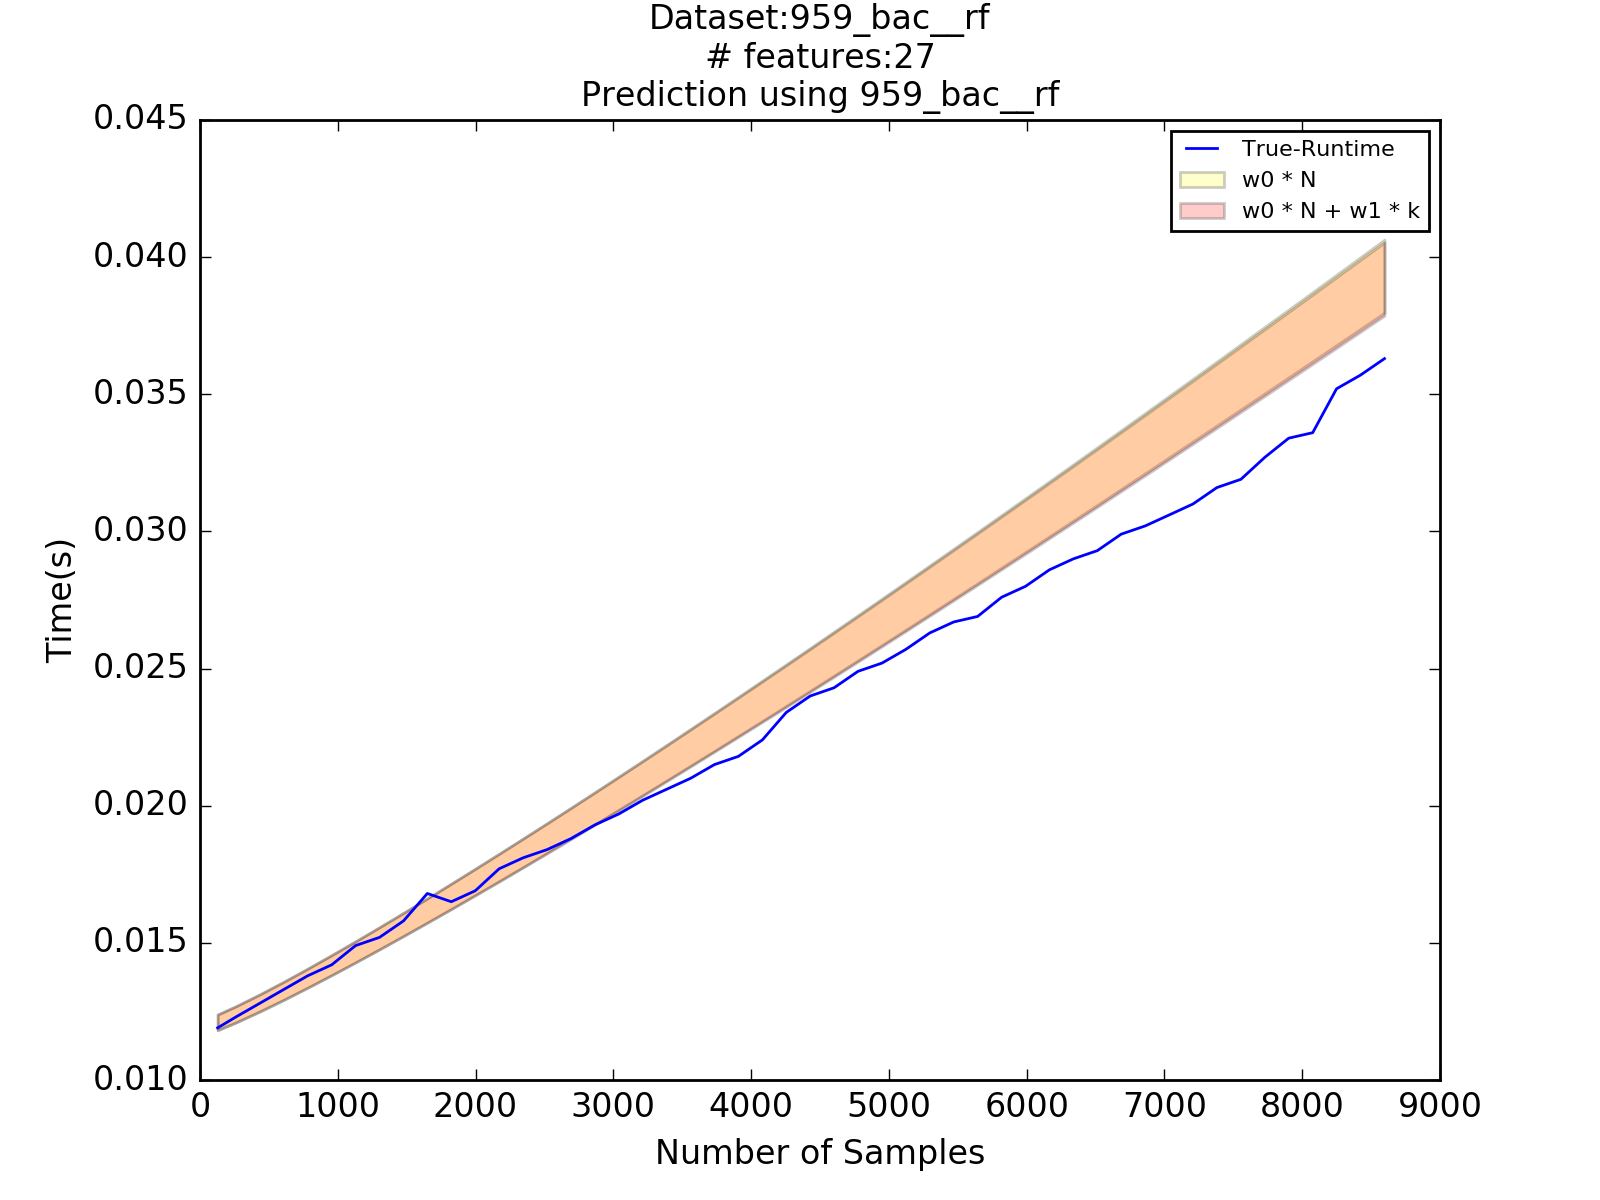 Dataset:959_bac__rf
# features:27
Prediction using 959_bac__rf
0.045
0.040
0.035
0.030
0.025
0.020
0.015
0.010
Time(s)
True-Runtime
w0 * N
w0 * N + w1 * k
0 1000 2000 3000 4000 5000 6000 7000 8000 9000
Number of Samples